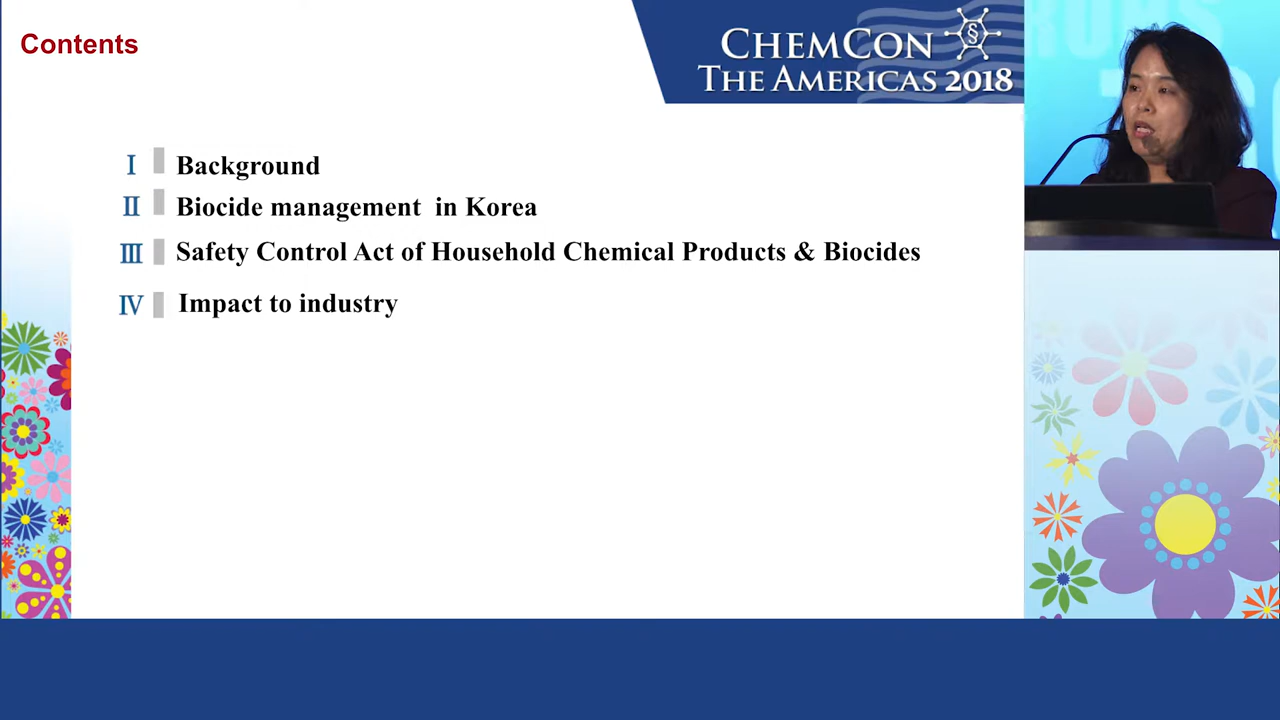 Contents
CHEMCON
§
THE AMERICAS 2018
Ⅰ Background
Ⅱ Biocide management in Korea
Ⅲ Safety Control Act of Household Chemical Products & Biocides
Ⅳ Impact to industry